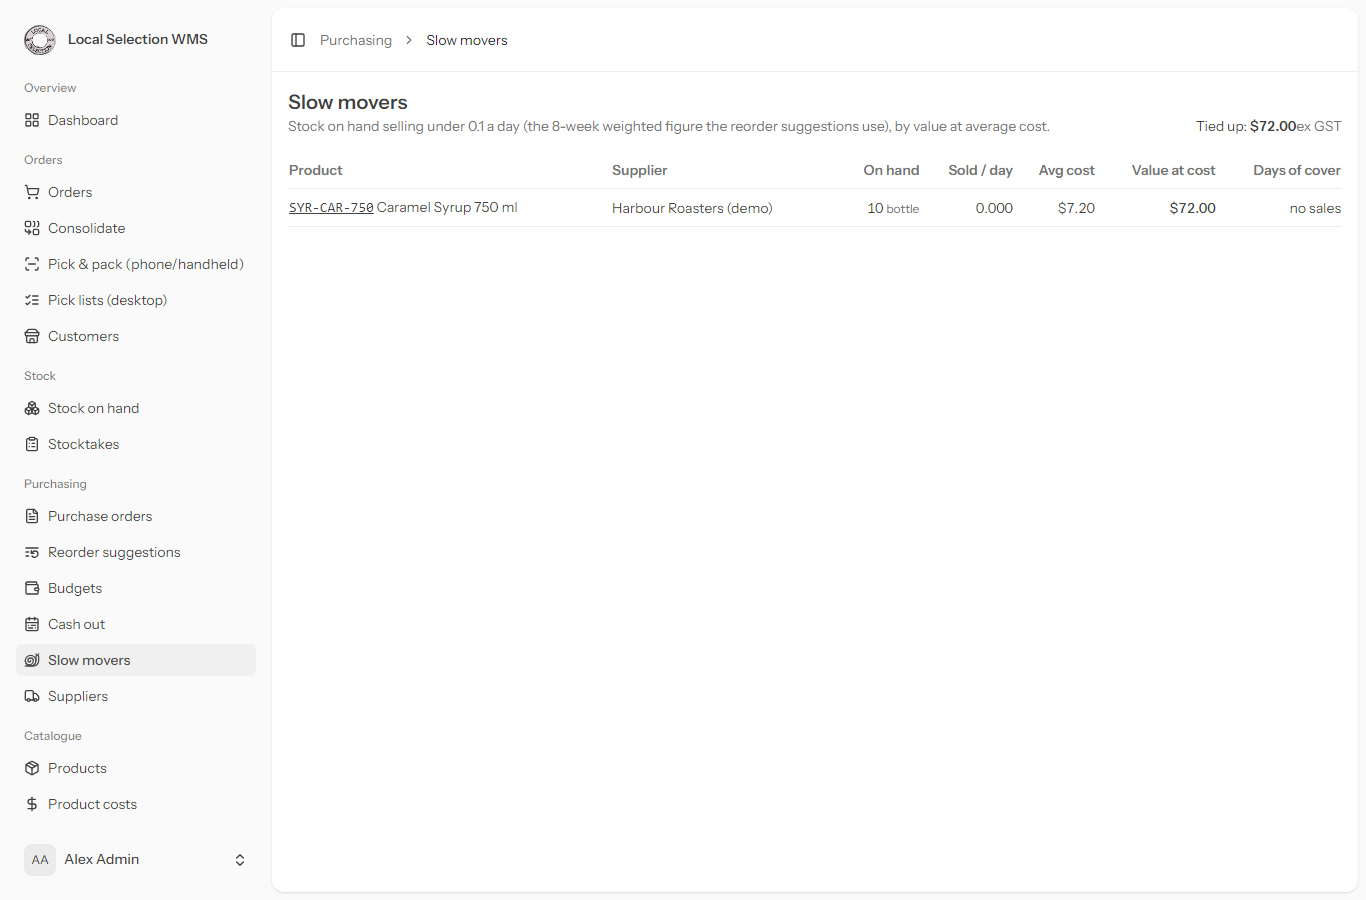 Local Selection WMS
Overview
Dashboard
Orders
Orders
Consolidate
Pick & pack (phone/handheld)
Pick lists (desktop)
Customers
Stock
Stock on hand
Stocktakes
Purchasing
Purchase orders
Reorder suggestions
Budgets
Cash out
Slow movers
Suppliers
Catalogue
Products
Product costs
AA Alex Admin
Purchasing > Slow movers
Slow movers
Stock on hand selling under 0.1 a day (the 8-week weighted figure the reorder suggestions use), by value at average cost. Tied up: $72.00ex GST
Product Supplier On hand Sold / day Avg cost Value at cost Days of cover
SYR-CAR-750 Caramel Syrup 750 ml Harbour Roasters (demo) 10 bottle 0.000 $7.20 $72.00 no sales